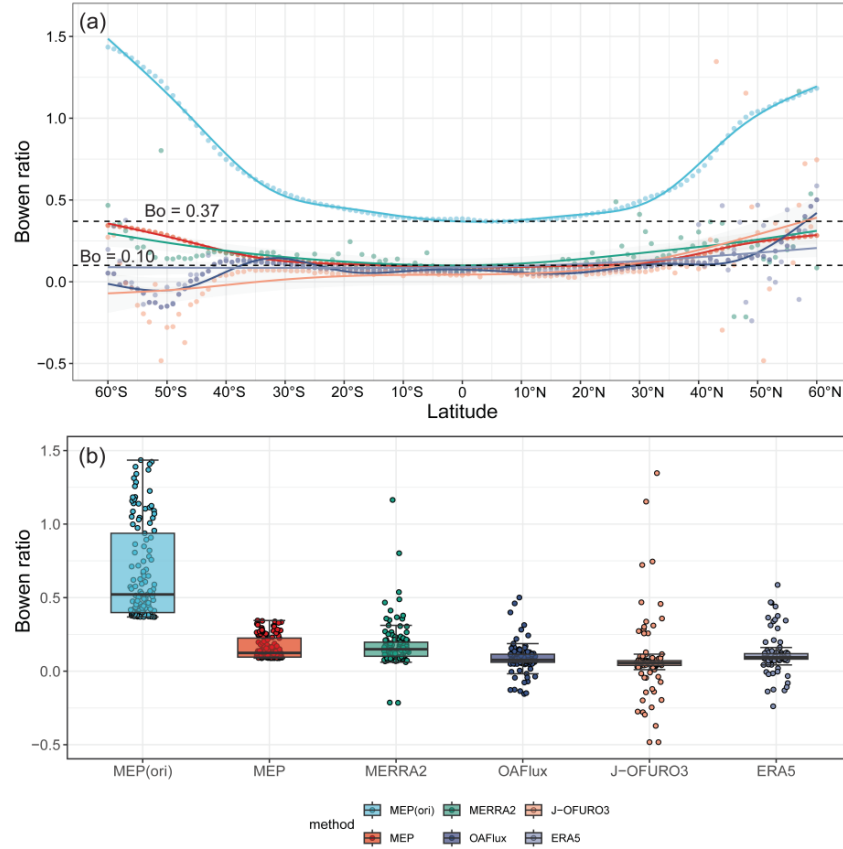 (a)
1.5
1.0
0.5
0.0
−0.5
Bowen ratio
Bo = 0.37
Bo = 0.10
60°S 50°S 40°S 30°S 20°S 10°S 0 10°N 20°N 30°N 40°N 50°N 60°N
Latitude
(b)
1.5
1.0
0.5
0.0
−0.5
Bowen ratio
MEP(ori) MEP MERRA2 OAFlux J−OFURO3 ERA5
method
MEP(ori) MERRA2 J−OFURO3
MEP OAFlux ERA5